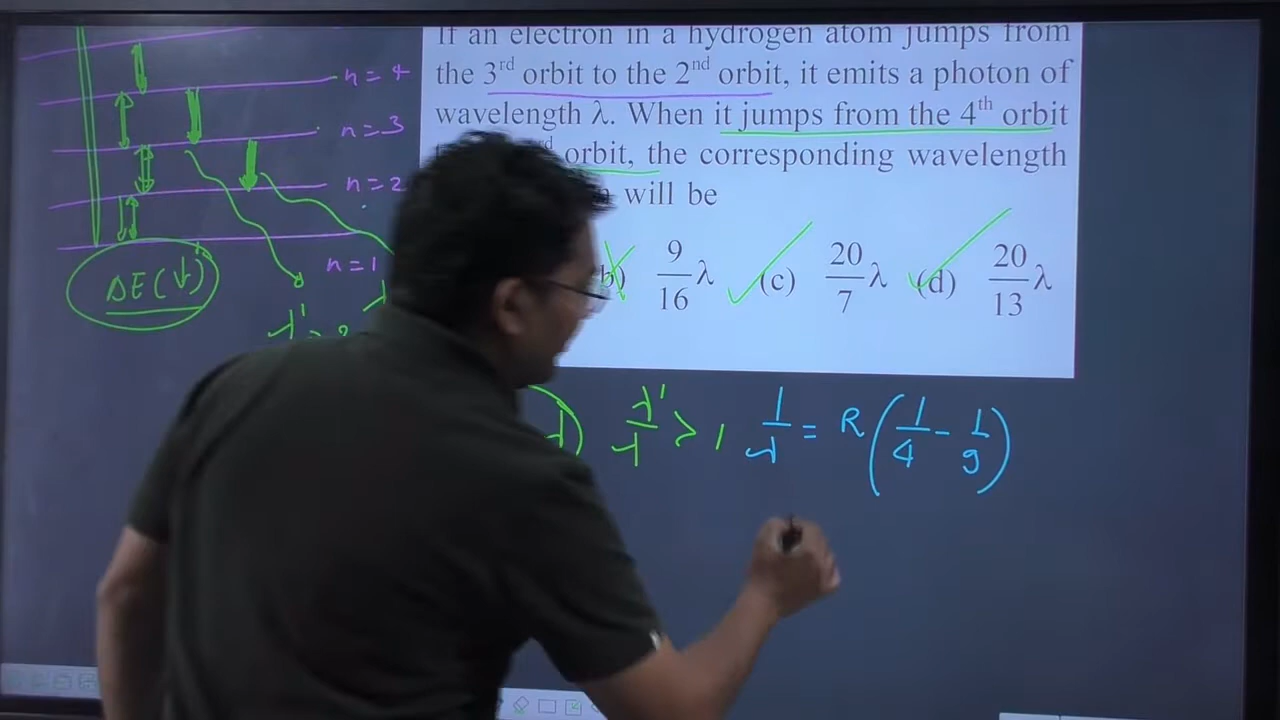 If an electron in a hydrogen atom jumps from
the 3rd orbit to the 2nd orbit, it emits a photon of
wavelength λ. When it jumps from the 4th orbit
orbit, the corresponding wavelength
will be
b) 9/16 λ (c) 20/7 λ (d) 20/13 λ
n = 4
n = 3
n = 2
n = 1
ΔE(↓)
λ'
λ'/λ > 1
1/λ = R(1/4 - 1/9)